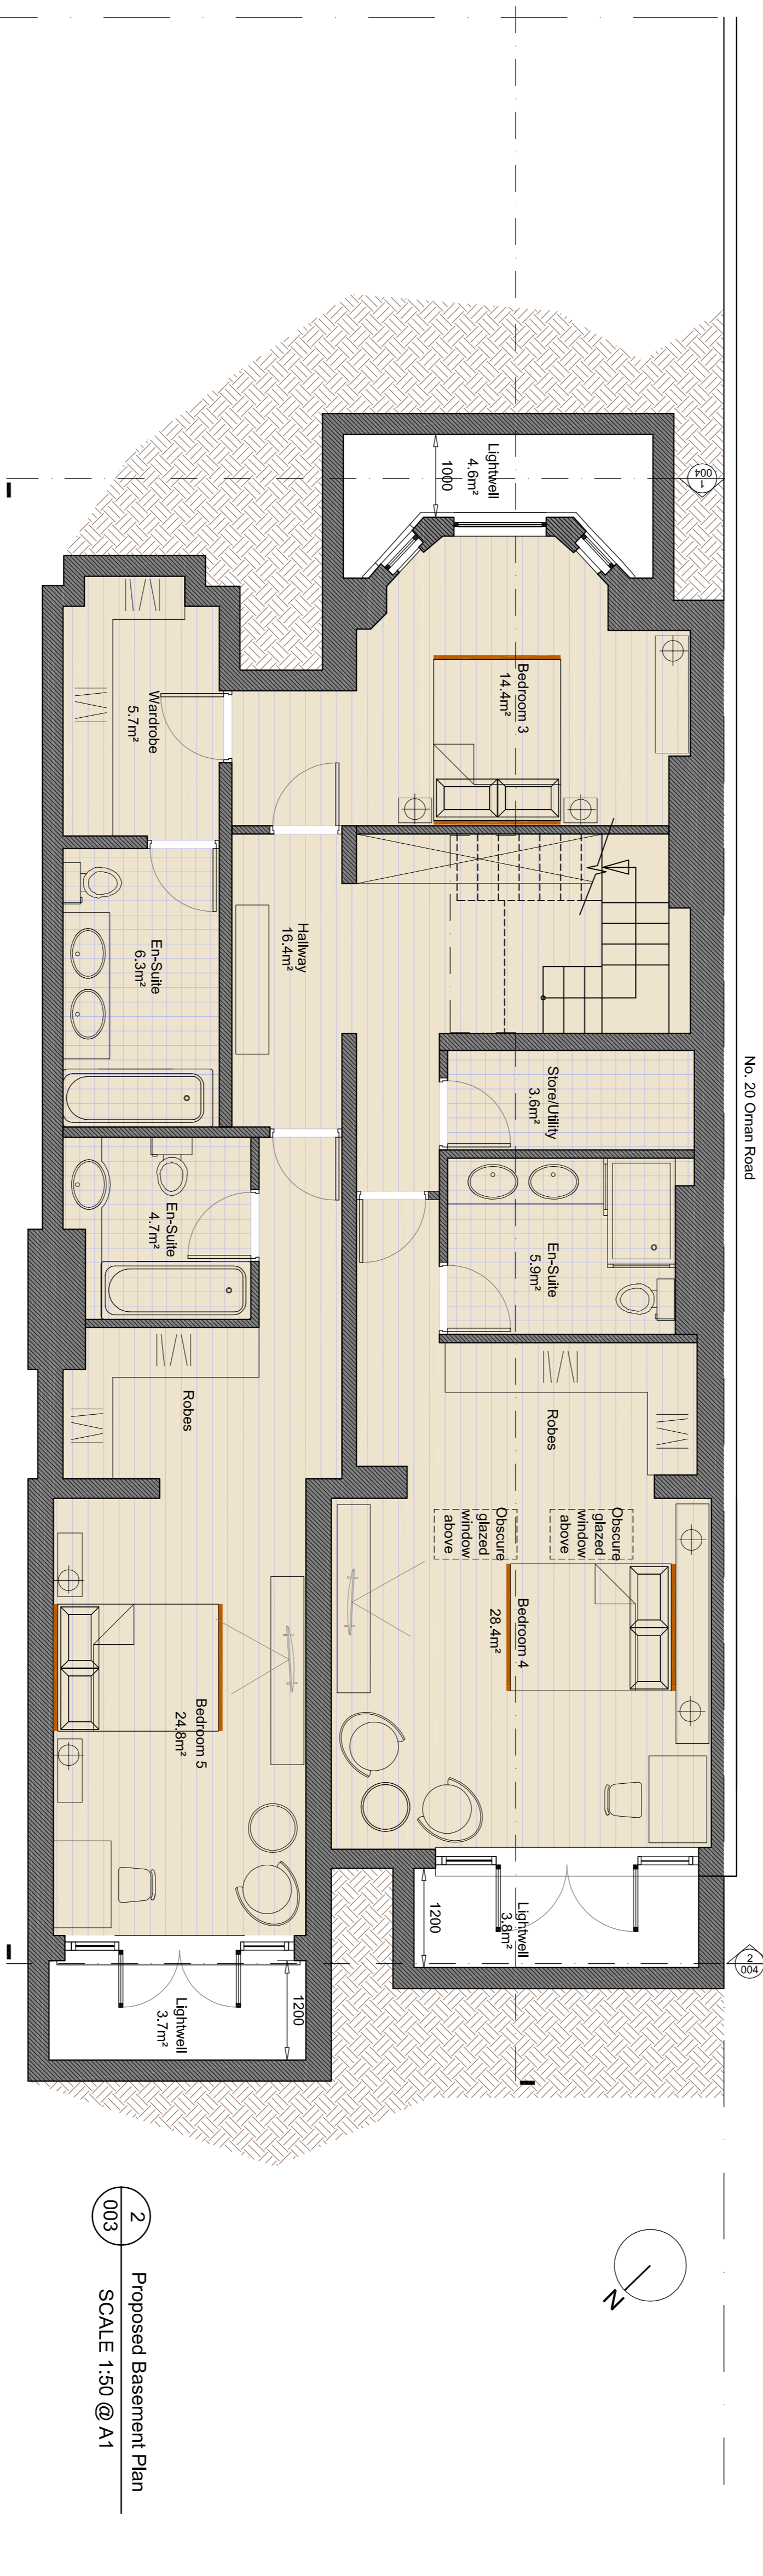 No. 20 Ornan Road
1
004
Lightwell
4.6m²
1000
Bedroom 3
14.4m²
Wardrobe
5.7m²
Hallway
16.4m²
En-Suite
6.3m²
Store/Utility
3.6m²
En-Suite
5.9m²
En-Suite
4.7m²
Robes
Robes
Obscure
glazed
window
above
Obscure
glazed
window
above
Bedroom 4
28.4m²
Bedroom 5
24.8m²
Lightwell
3.8m²
1200
2
004
Lightwell
3.7m²
1200
N
2
003
Proposed Basement Plan
SCALE 1:50 @ A1